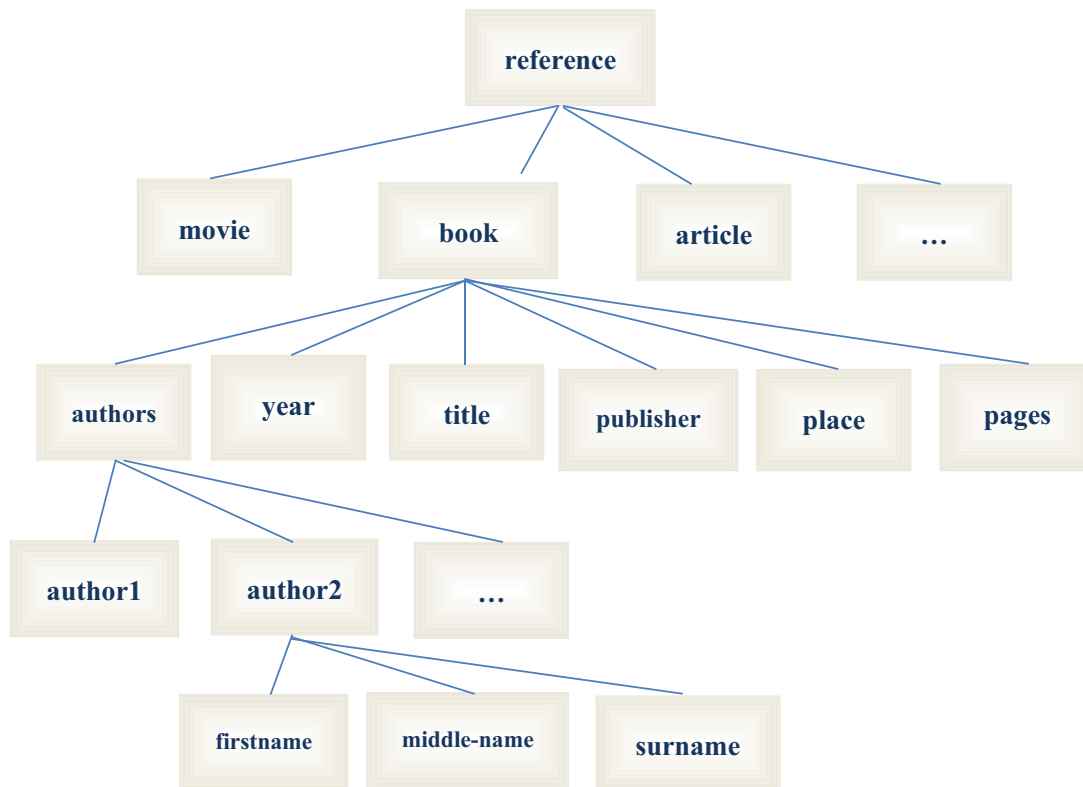 reference
movie
book
article
…
authors
year
title
publisher
place
pages
author1
author2
…
firstname
middle-name
surname